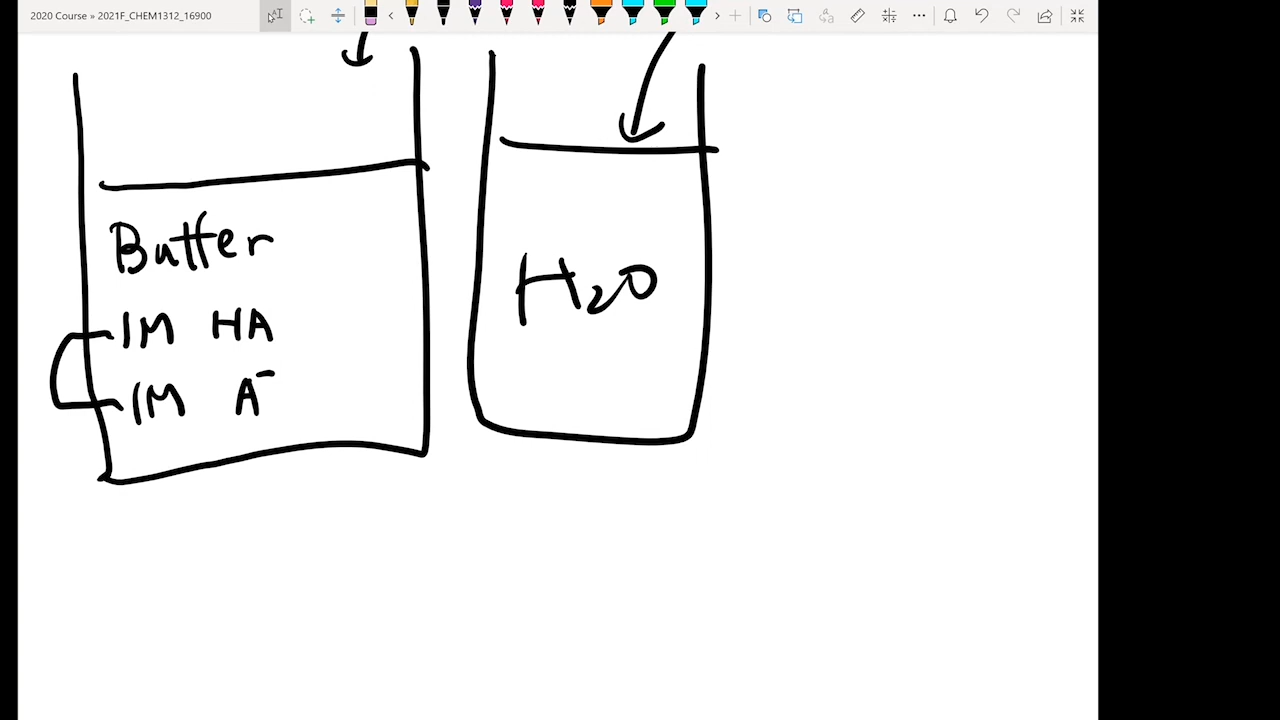 2020 Course » 2021F_CHEM1312_16900
Buffer
1M HA
1M A⁻
H₂O